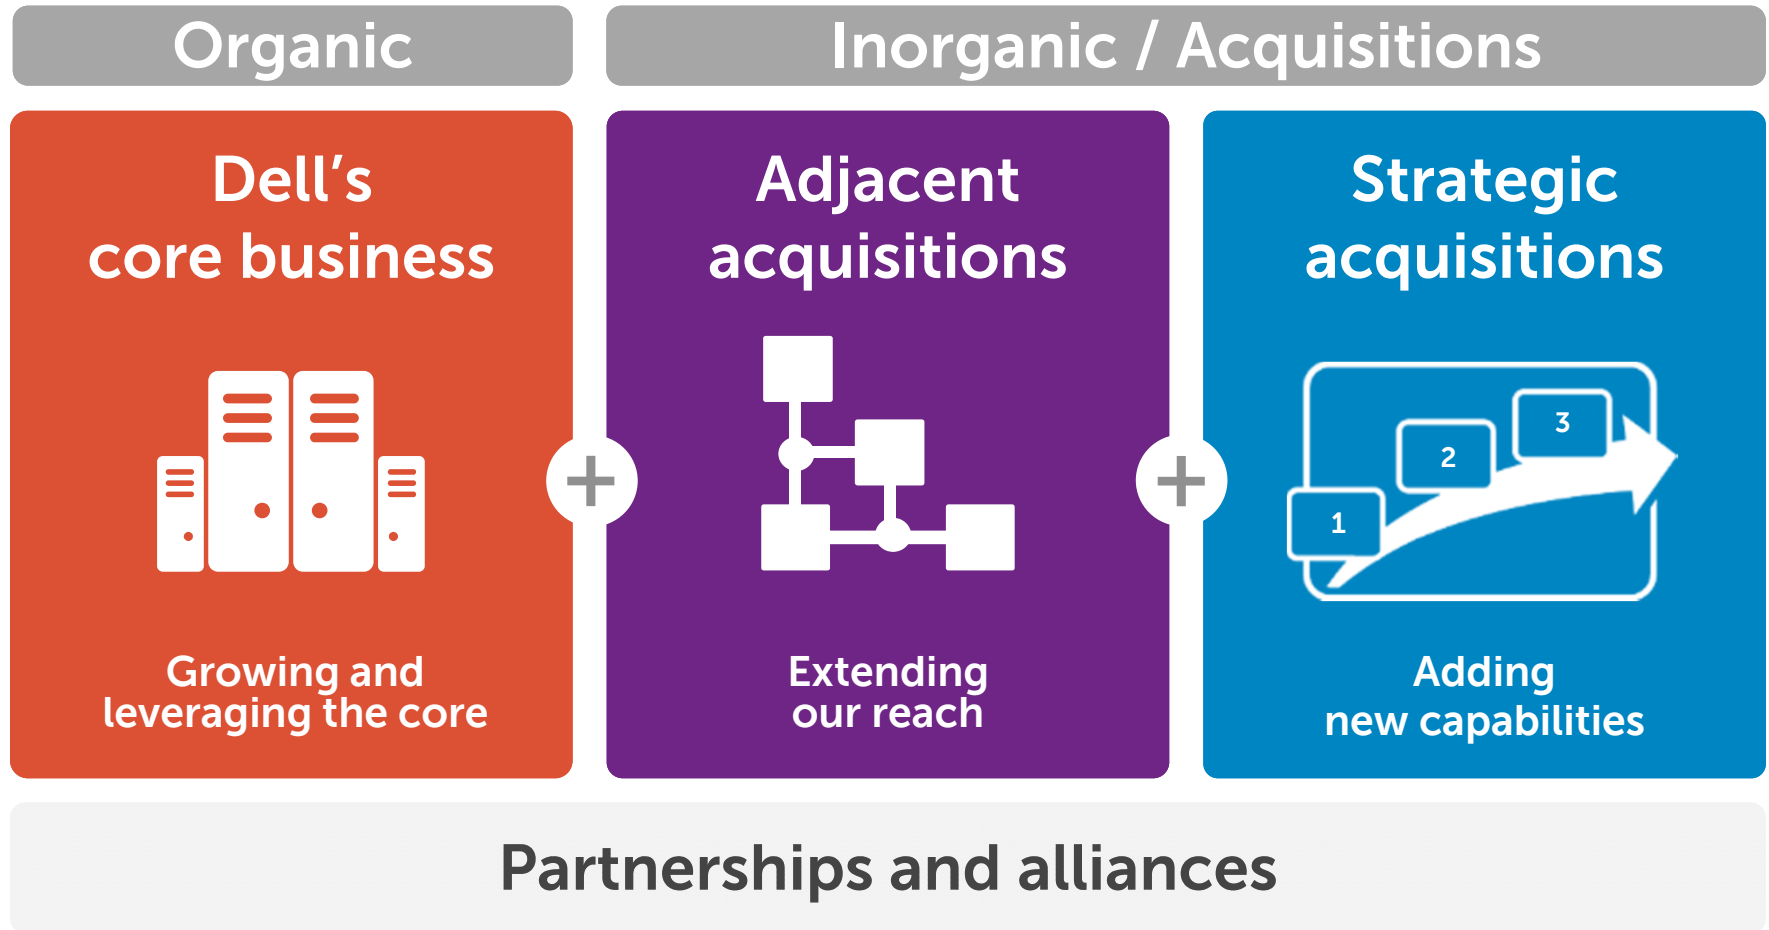 Organic
Inorganic / Acquisitions
Dell’s
core business
Growing and
leveraging the core
+
Adjacent
acquisitions
Extending
our reach
+
Strategic
acquisitions
1
2
3
Adding
new capabilities
Partnerships and alliances